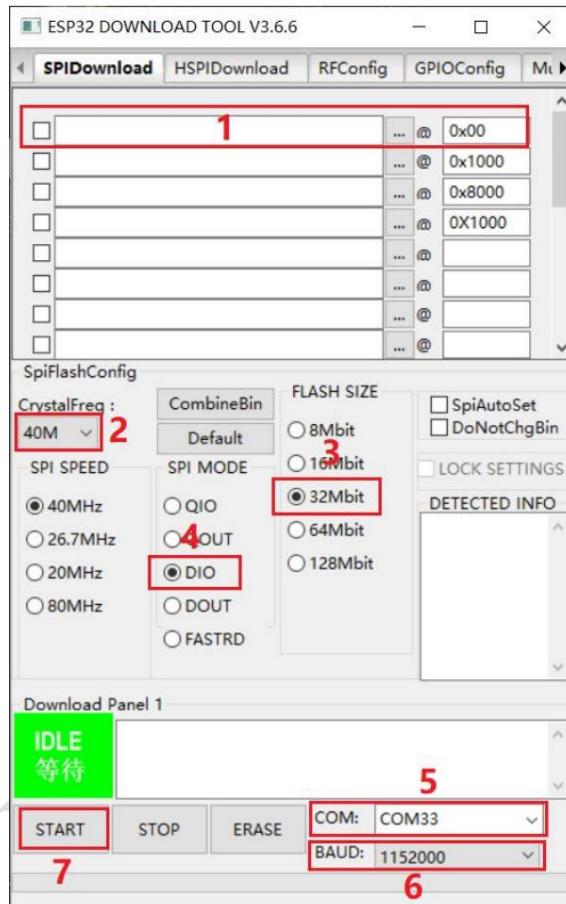 ESP32 DOWNLOAD TOOL V3.6.6
SPIDownload HSPIDownload RFConfig GPIOConfig Mu
1 ... @ 0x00
... @ 0x1000
... @ 0x8000
... @ 0X1000
... @
... @
... @
... @
SpiFlashConfig
CrystalFreq :
40M 2
CombineBin
Default
SPI SPEED
40MHz
26.7MHz
20MHz
80MHz
SPI MODE
QIO
QOUT
4
DIO
DOUT
FASTRD
FLASH SIZE
8Mbit
3
16Mbit
32Mbit
64Mbit
128Mbit
SpiAutoSet
DoNotChgBin
LOCK SETTINGS
DETECTED INFO
Download Panel 1
IDLE
等待
5
START STOP ERASE
7
COM: COM33
BAUD: 1152000
6